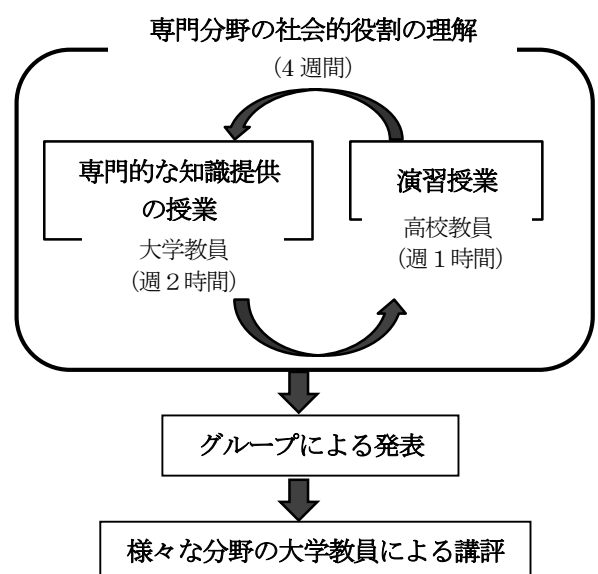 専門分野の社会的役割の理解
（4 週間）
専門的な知識提供
の授業
大学教員
（週２時間）
演習授業
高校教員
（週１時間）
グループによる発表
様々な分野の大学教員による講評